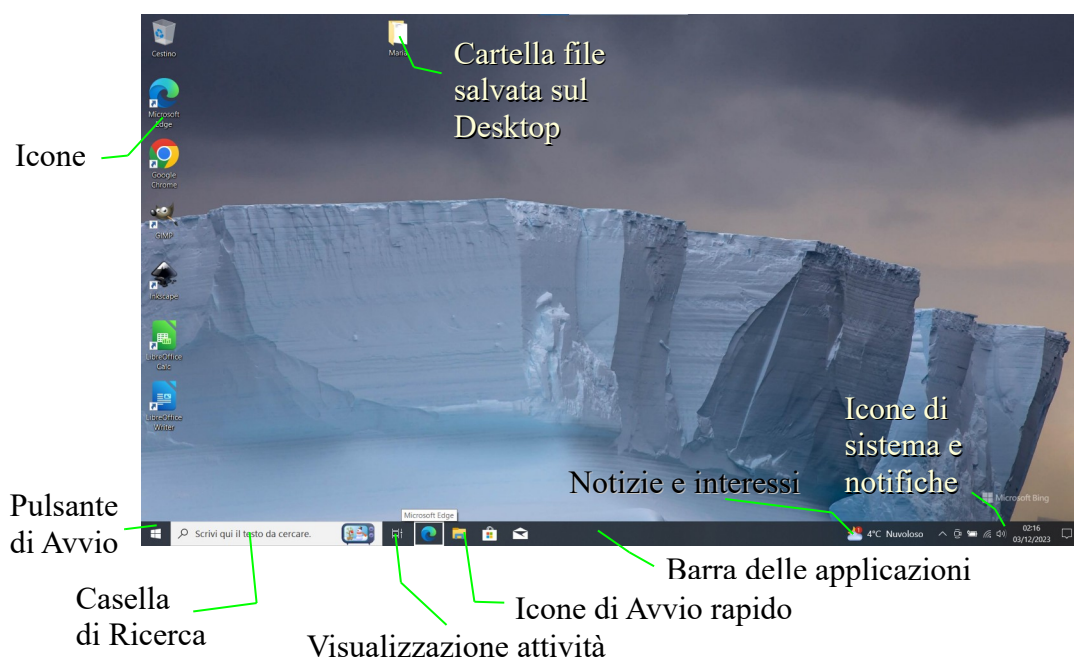 Cestino
Maria
Cartella file
salvata sul
Desktop
Microsoft
Edge
Icone
Google
Chrome
GIMP
Inkscape
LibreOffice
Calc
LibreOffice
Writer
Icone di
sistema e
notifiche
Notizie e interessi
Microsoft Bing
Pulsante
di Avvio
Microsoft Edge
Scrivi qui il testo da cercare.
4°C Nuvoloso
02:16
03/12/2023
Barra delle applicazioni
Casella
di Ricerca
Icone di Avvio rapido
Visualizzazione attività